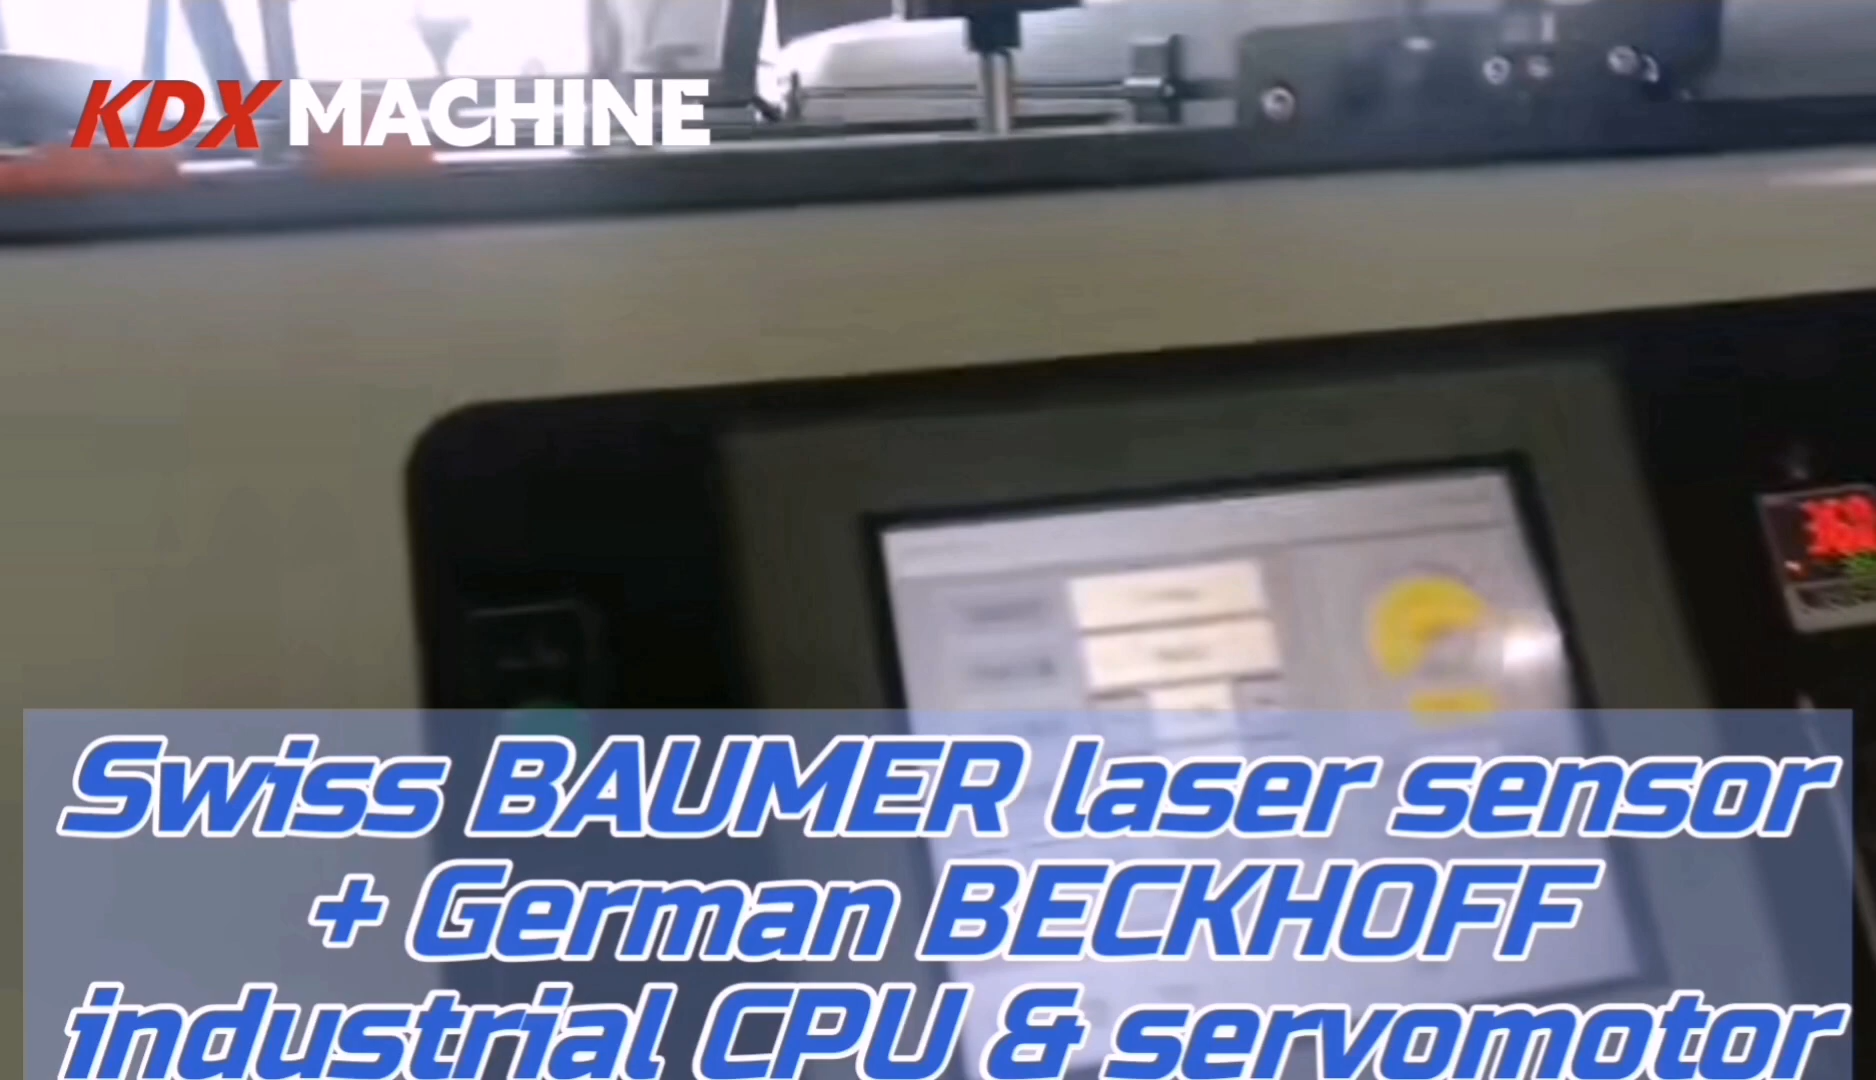 KDX MACHINE
Swiss BAUMER laser sensor
+ German BECKHOFF
industrial CPU & servomotor